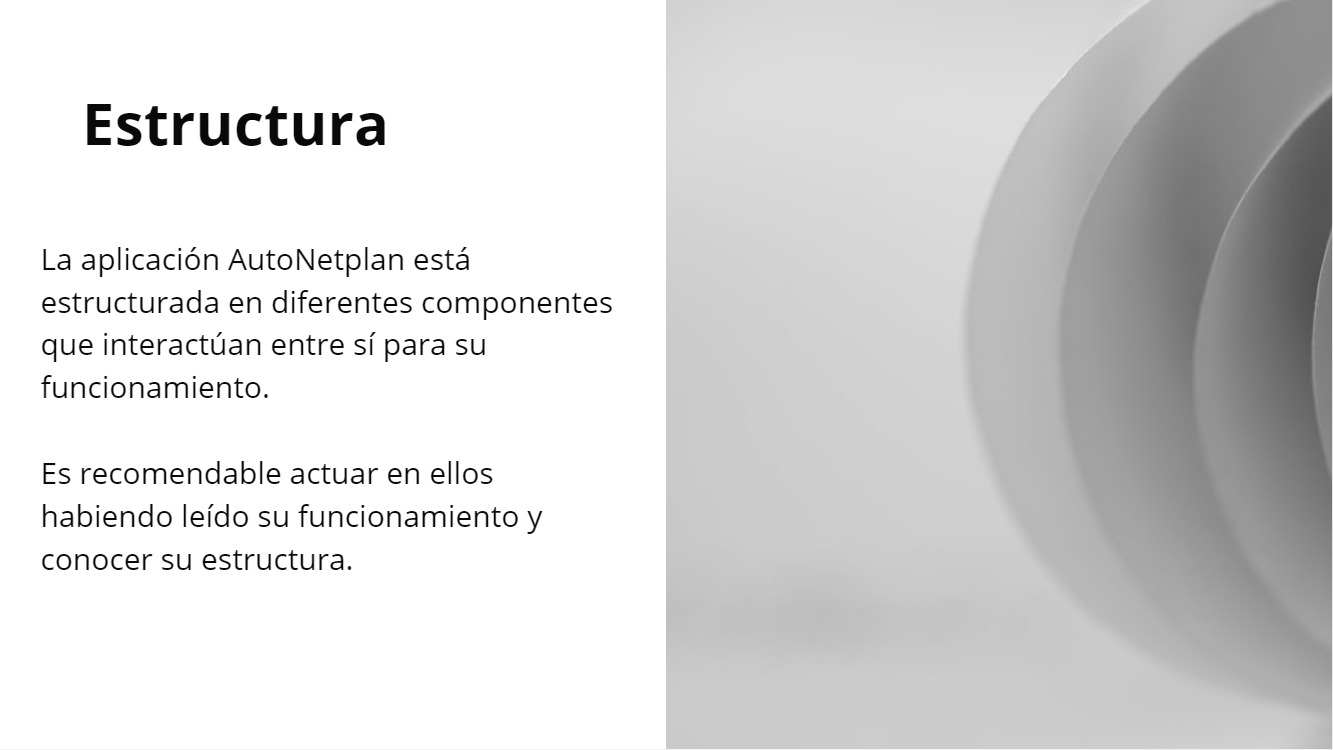 Estructura
La aplicación AutoNetplan está
estructurada en diferentes componentes
que interactúan entre sí para su
funcionamiento.
Es recomendable actuar en ellos
habiendo leído su funcionamiento y
conocer su estructura.